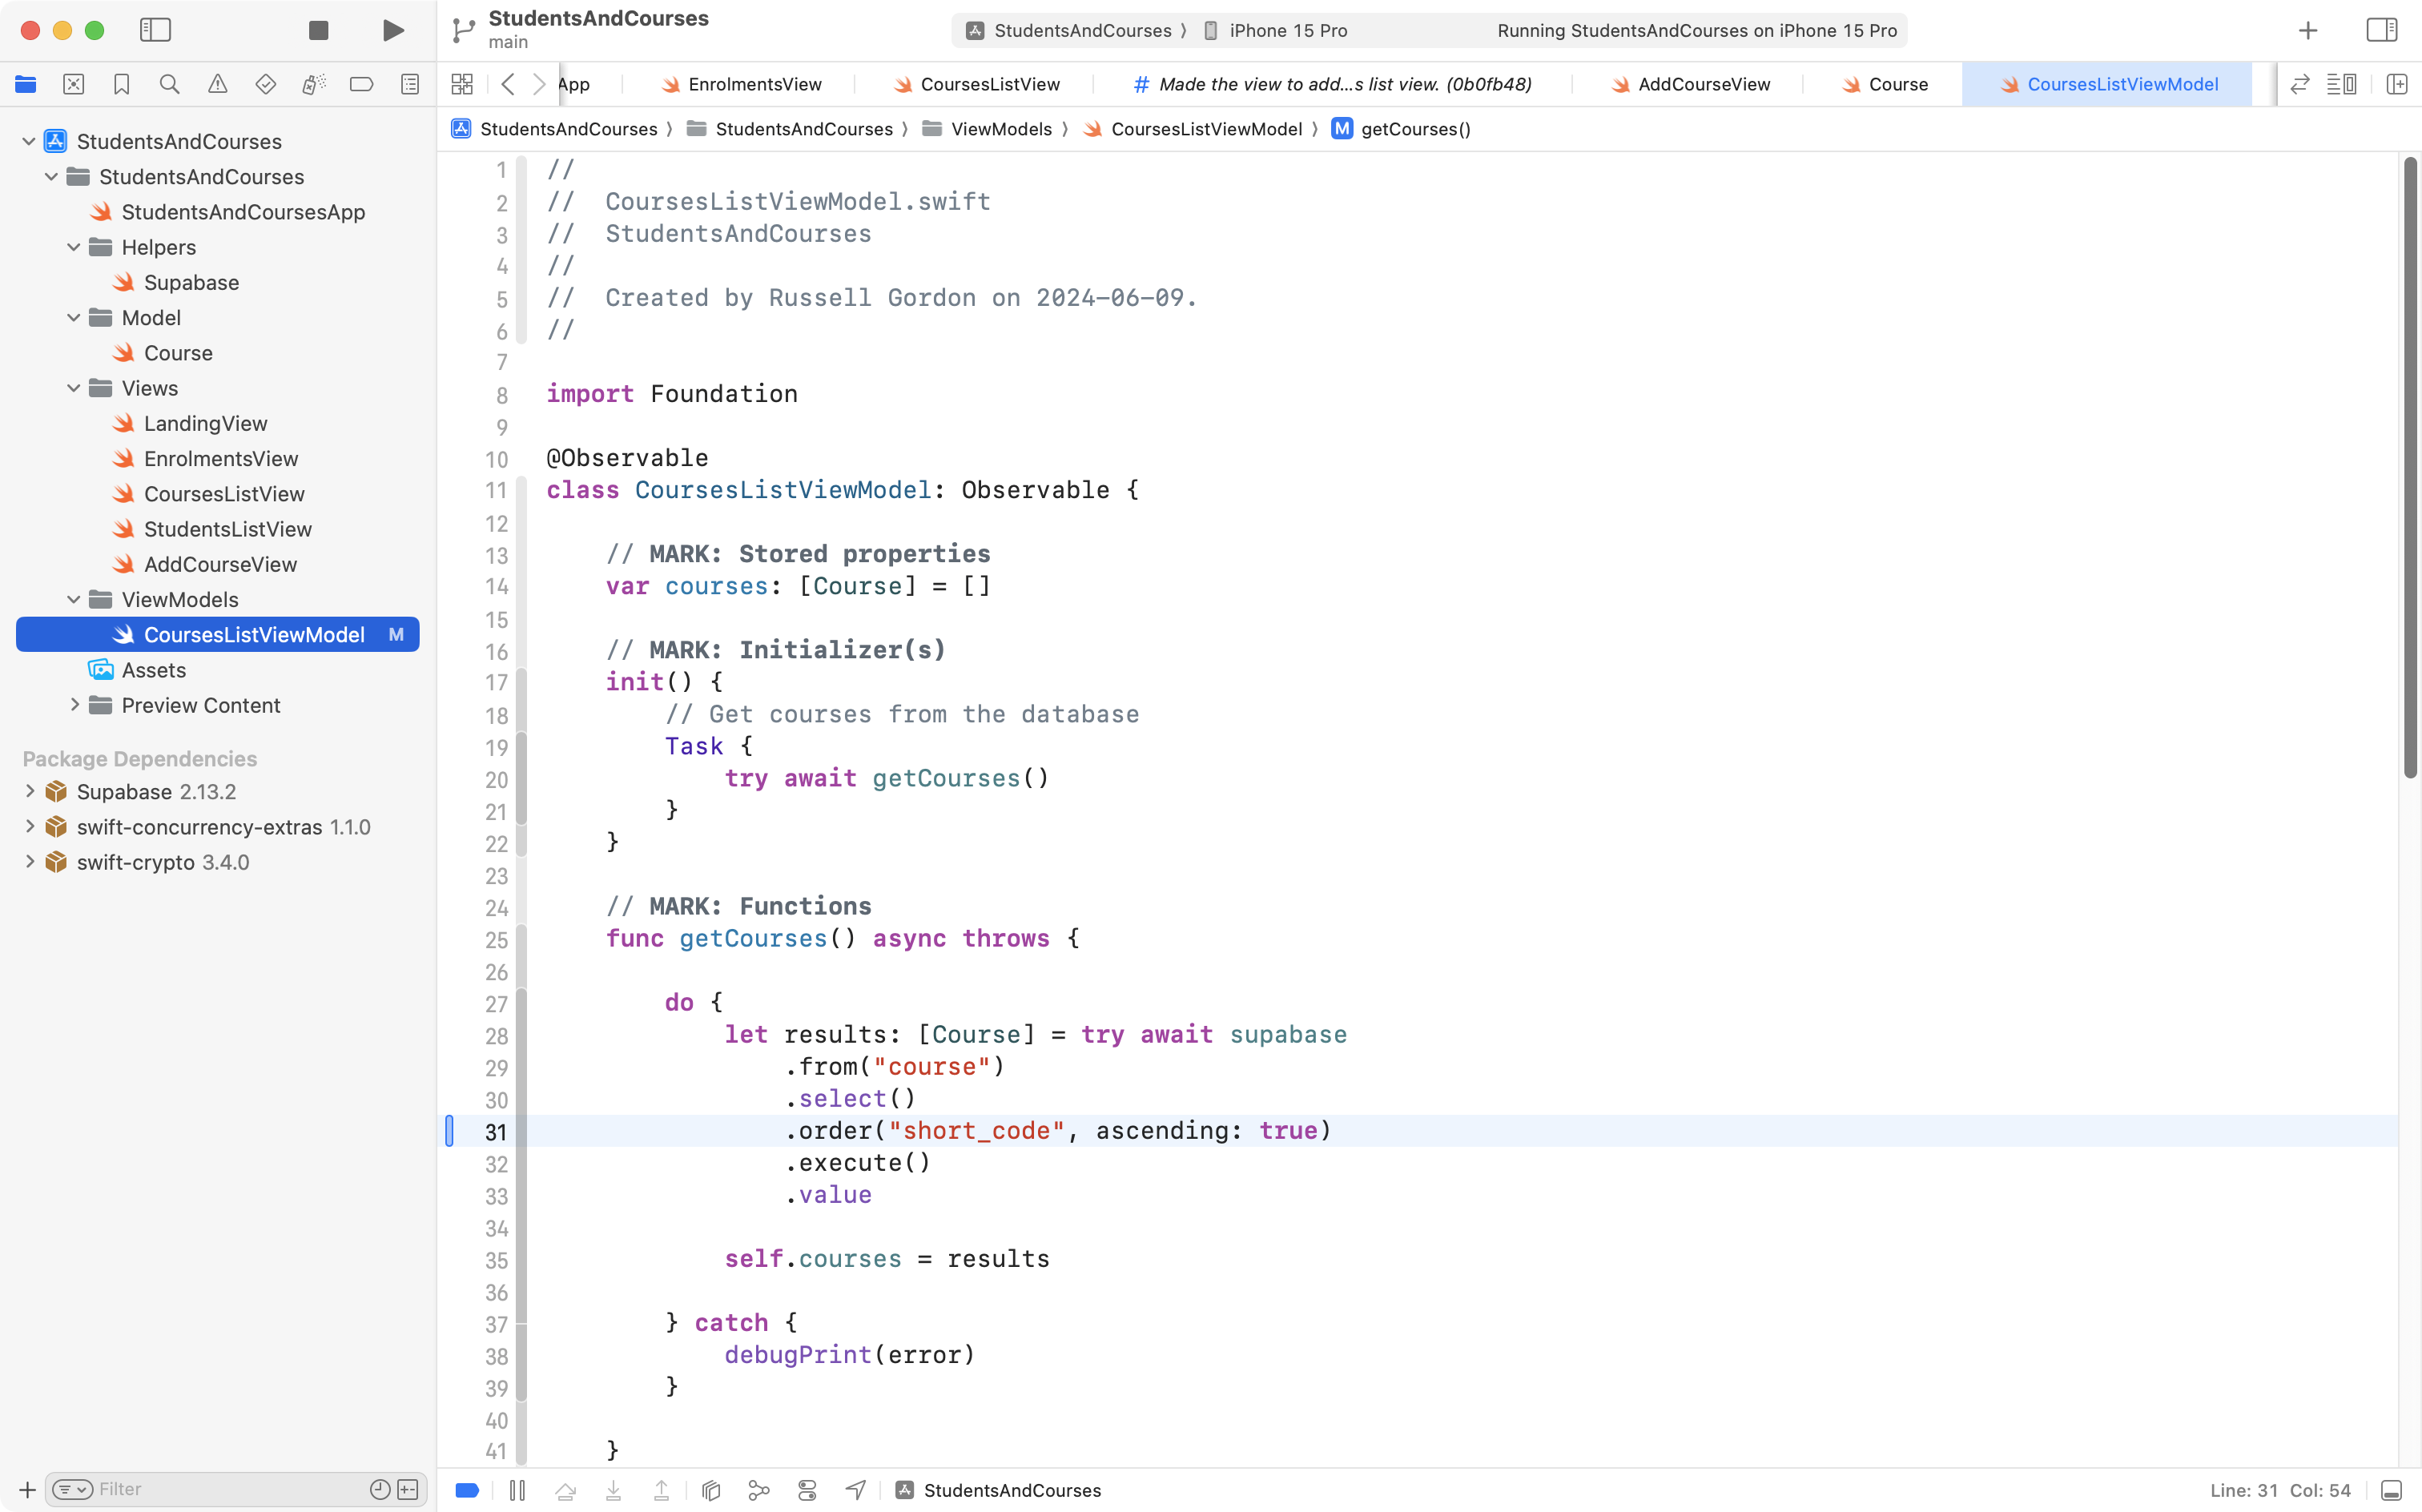 StudentsAndCourses
main
StudentsAndCourses 〉 iPhone 15 Pro
Running StudentsAndCourses on iPhone 15 Pro
App
EnrolmentsView
CoursesListView
# Made the view to add...s list view. (0b0fb48)
AddCourseView
Course
CoursesListViewModel
StudentsAndCourses 〉 StudentsAndCourses 〉 ViewModels 〉 CoursesListViewModel 〉 M getCourses()
StudentsAndCourses
StudentsAndCourses
StudentsAndCoursesApp
Helpers
Supabase
Model
Course
Views
LandingView
EnrolmentsView
CoursesListView
StudentsListView
AddCourseView
ViewModels
CoursesListViewModel M
Assets
Preview Content
Package Dependencies
Supabase 2.13.2
swift-concurrency-extras 1.1.0
swift-crypto 3.4.0
Filter
1 //
2 //  CoursesListViewModel.swift
3 //  StudentsAndCourses
4 //
5 //  Created by Russell Gordon on 2024-06-09.
6 //
7
8 import Foundation
9
10 @Observable
11 class CoursesListViewModel: Observable {
12
13     // MARK: Stored properties
14     var courses: [Course] = []
15
16     // MARK: Initializer(s)
17     init() {
18         // Get courses from the database
19         Task {
20             try await getCourses()
21         }
22     }
23
24     // MARK: Functions
25     func getCourses() async throws {
26
27         do {
28             let results: [Course] = try await supabase
29                 .from("course")
30                 .select()
31                 .order("short_code", ascending: true)
32                 .execute()
33                 .value
34
35             self.courses = results
36
37         } catch {
38             debugPrint(error)
39         }
40
41     }
StudentsAndCourses
Line: 31 Col: 54